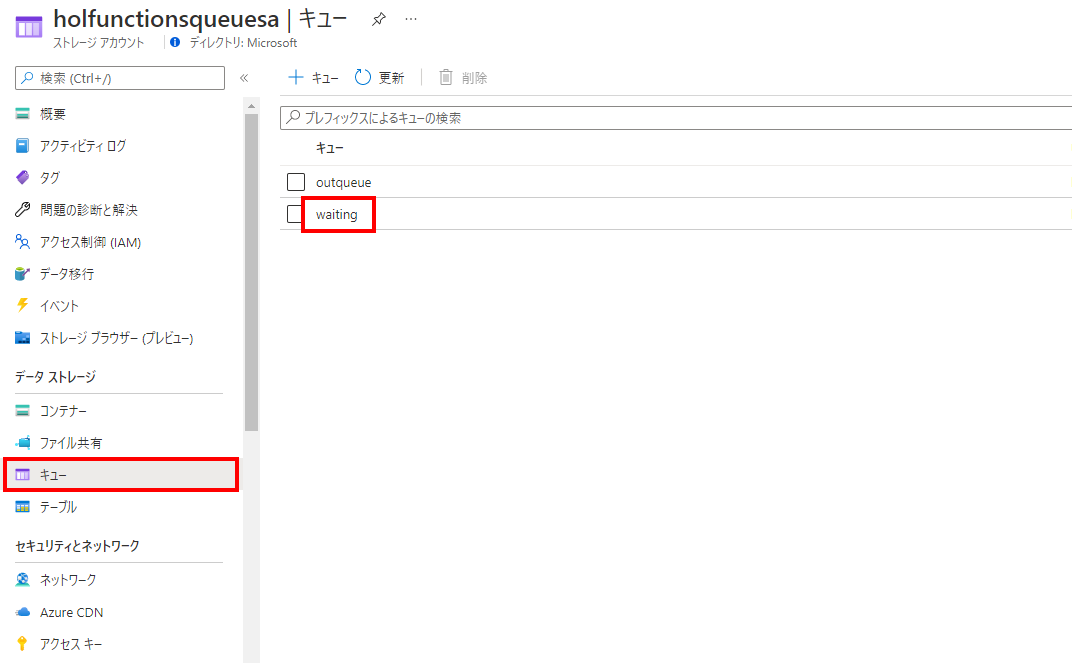 holfunctionsqueuesa | キュー ...
ストレージ アカウント ディレクトリ: Microsoft
検索 (Ctrl+/) «
概要
アクティビティ ログ
タグ
問題の診断と解決
アクセス制御 (IAM)
データ移行
イベント
ストレージ ブラウザー (プレビュー)
データ ストレージ
コンテナー
ファイル共有
キュー
テーブル
セキュリティとネットワーク
ネットワーク
Azure CDN
アクセス キー
+ キュー 更新 削除
プレフィックスによるキューの検索
キュー
outqueue
waiting